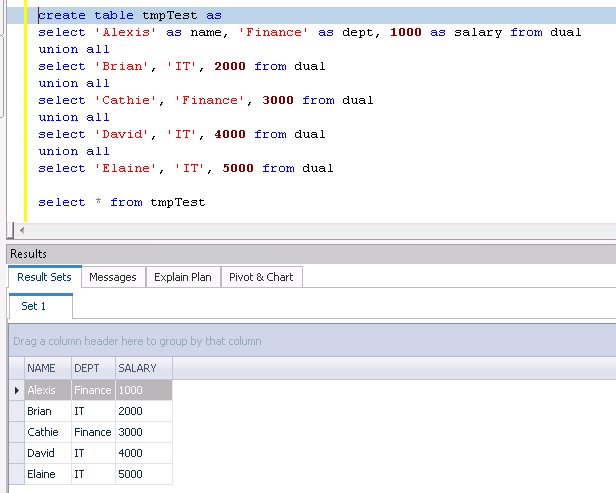 create table tmpTest as
select 'Alexis' as name, 'Finance' as dept, 1000 as salary from dual
union all
select 'Brian', 'IT', 2000 from dual
union all
select 'Cathie', 'Finance', 3000 from dual
union all
select 'David', 'IT', 4000 from dual
union all
select 'Elaine', 'IT', 5000 from dual
select * from tmpTest
Results
Result Sets Messages Explain Plan Pivot & Chart
Set 1
Drag a column header here to group by that column
NAME DEPT SALARY
Alexis Finance 1000
Brian IT 2000
Cathie Finance 3000
David IT 4000
Elaine IT 5000